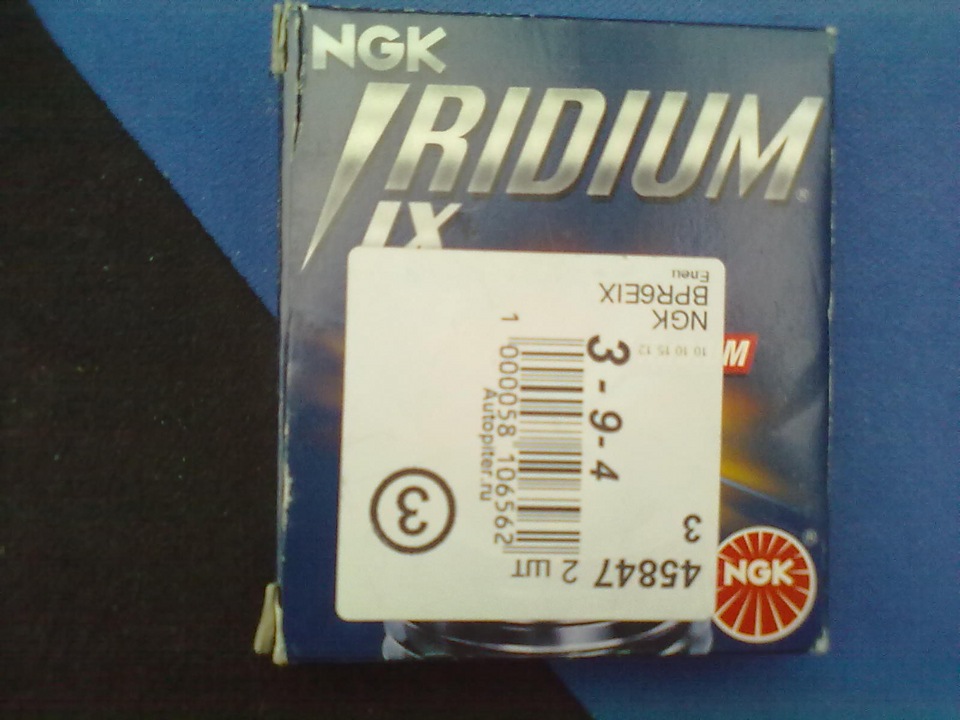 NGK
IRIDIUM
IX
45847 2 шт
3
3-9-4
1 000058 106562
Autopiter.ru
3
10 10 15 12
NGK
BPR6EIX
M
NGK